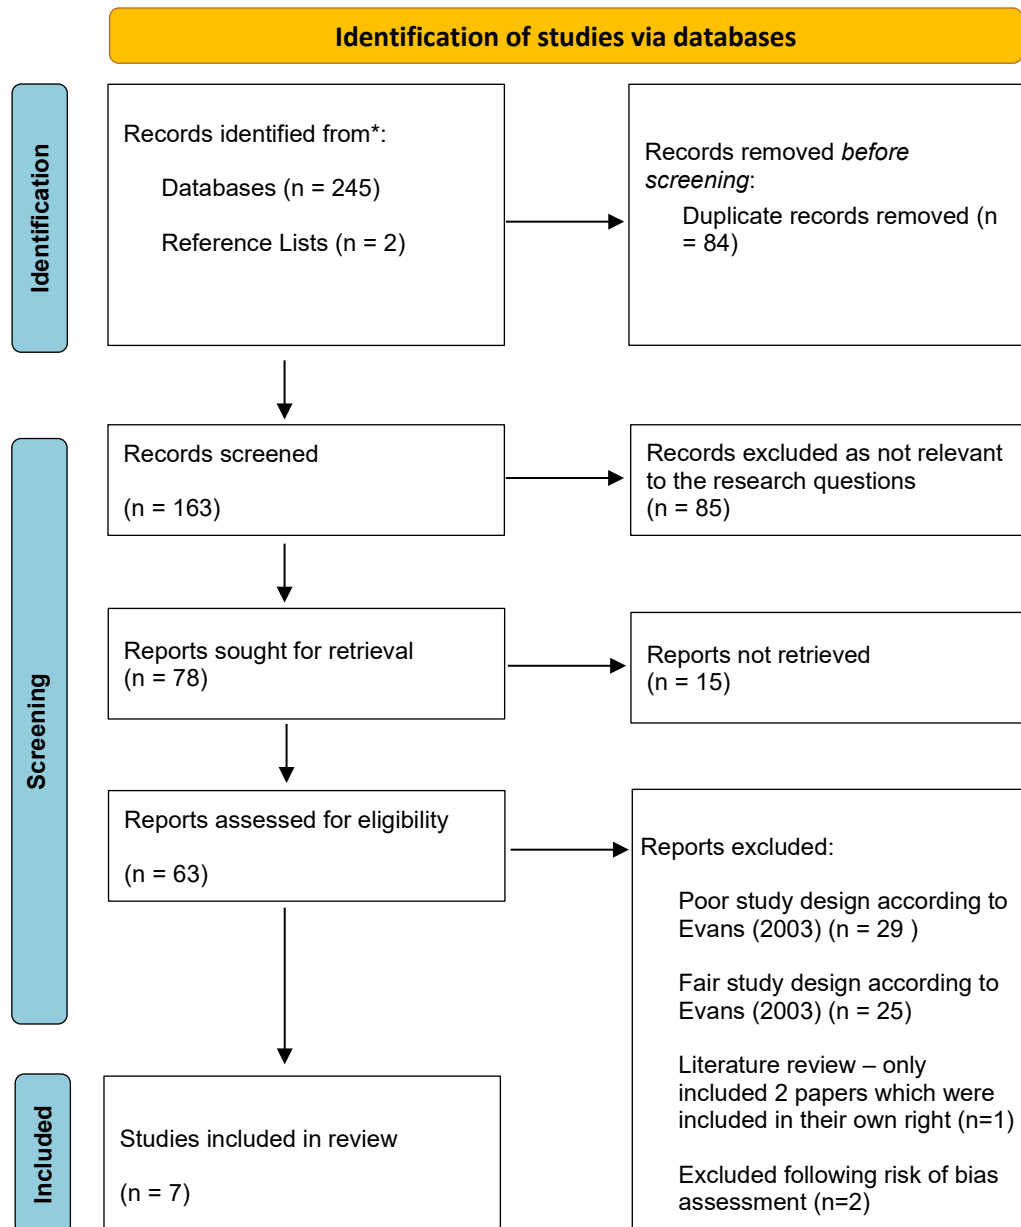 Identification of studies via databases
Identification
Records identified from*:
Databases (n = 245)
Reference Lists (n = 2)
Records removed before
screening:
Duplicate records removed (n
= 84)
Screening
Records screened
(n = 163)
Records excluded as not relevant
to the research questions
(n = 85)
Reports sought for retrieval
(n = 78)
Reports not retrieved
(n = 15)
Reports assessed for eligibility
(n = 63)
Reports excluded:
Poor study design according to
Evans (2003) (n = 29 )
Fair study design according to
Evans (2003) (n = 25)
Literature review – only
included 2 papers which were
included in their own right (n=1)
Excluded following risk of bias
assessment (n=2)
Included
Studies included in review
(n = 7)